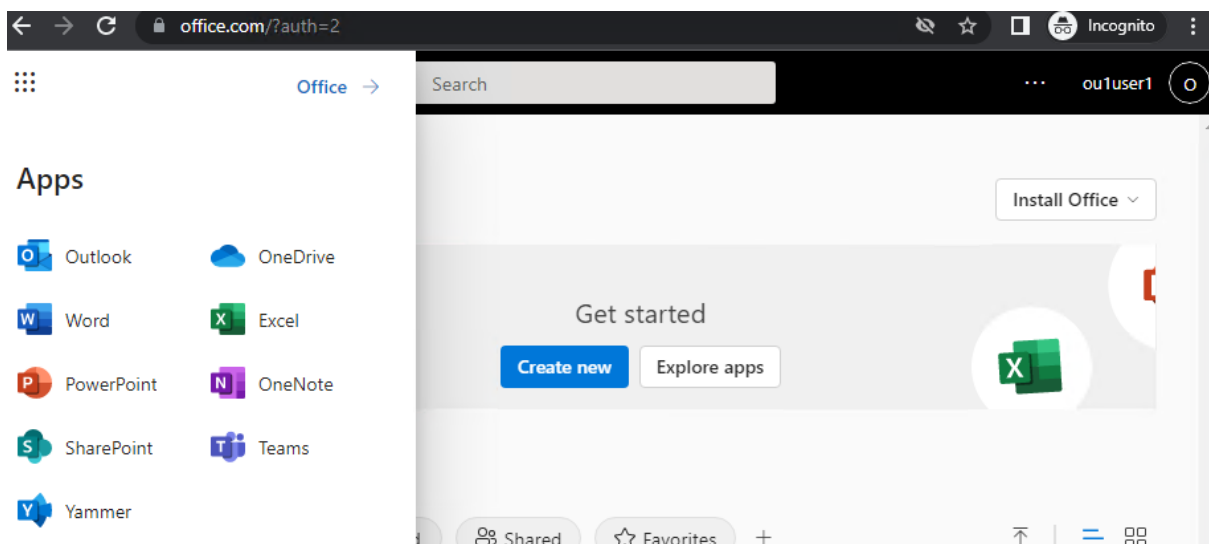 office.com/?auth=2
Incognito
Office →
Search
... ou1user1 O
Apps
Install Office
Outlook OneDrive
Word Excel
Get started
Create new Explore apps
PowerPoint OneNote
SharePoint Teams
Yammer
Shared Favorites +